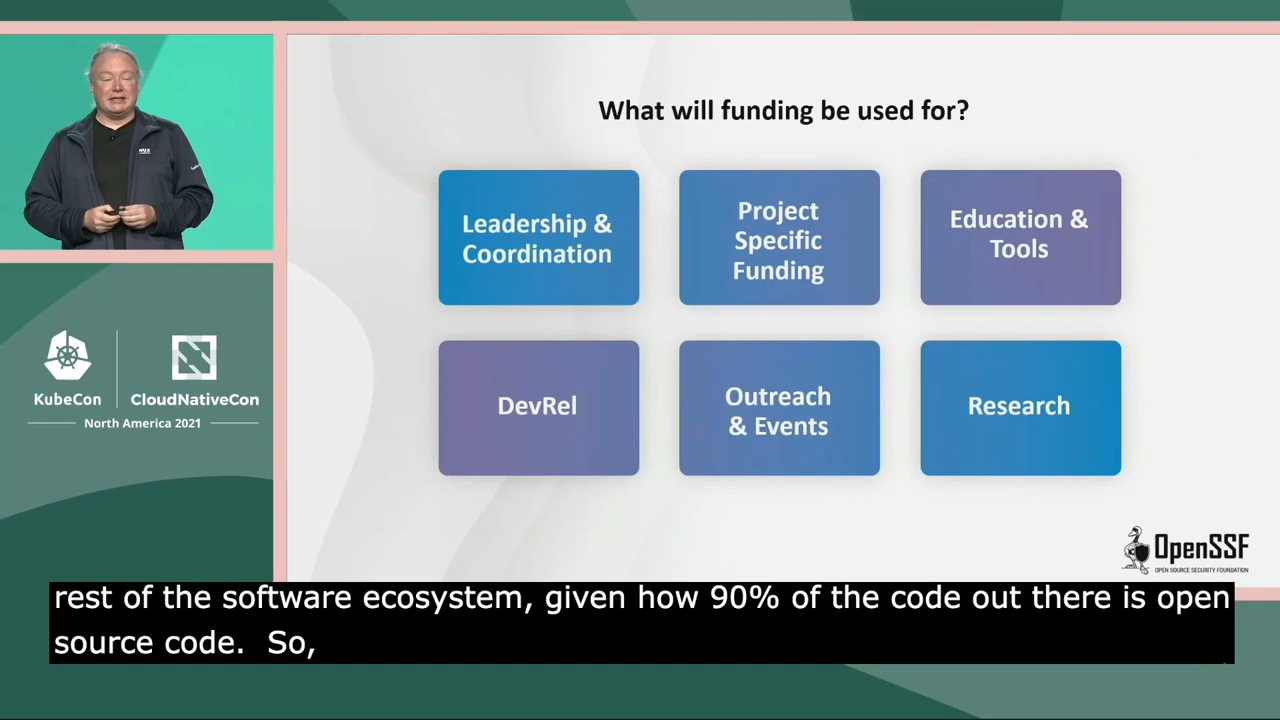 What will funding be used for?
Leadership &
Coordination
Project
Specific
Funding
Education &
Tools
DevRel
Outreach
& Events
Research
KubeCon
CloudNativeCon
North America 2021
OpenSSF
OPEN SOURCE SECURITY FOUNDATION
rest of the software ecosystem, given how 90% of the code out there is open
source code.  So,